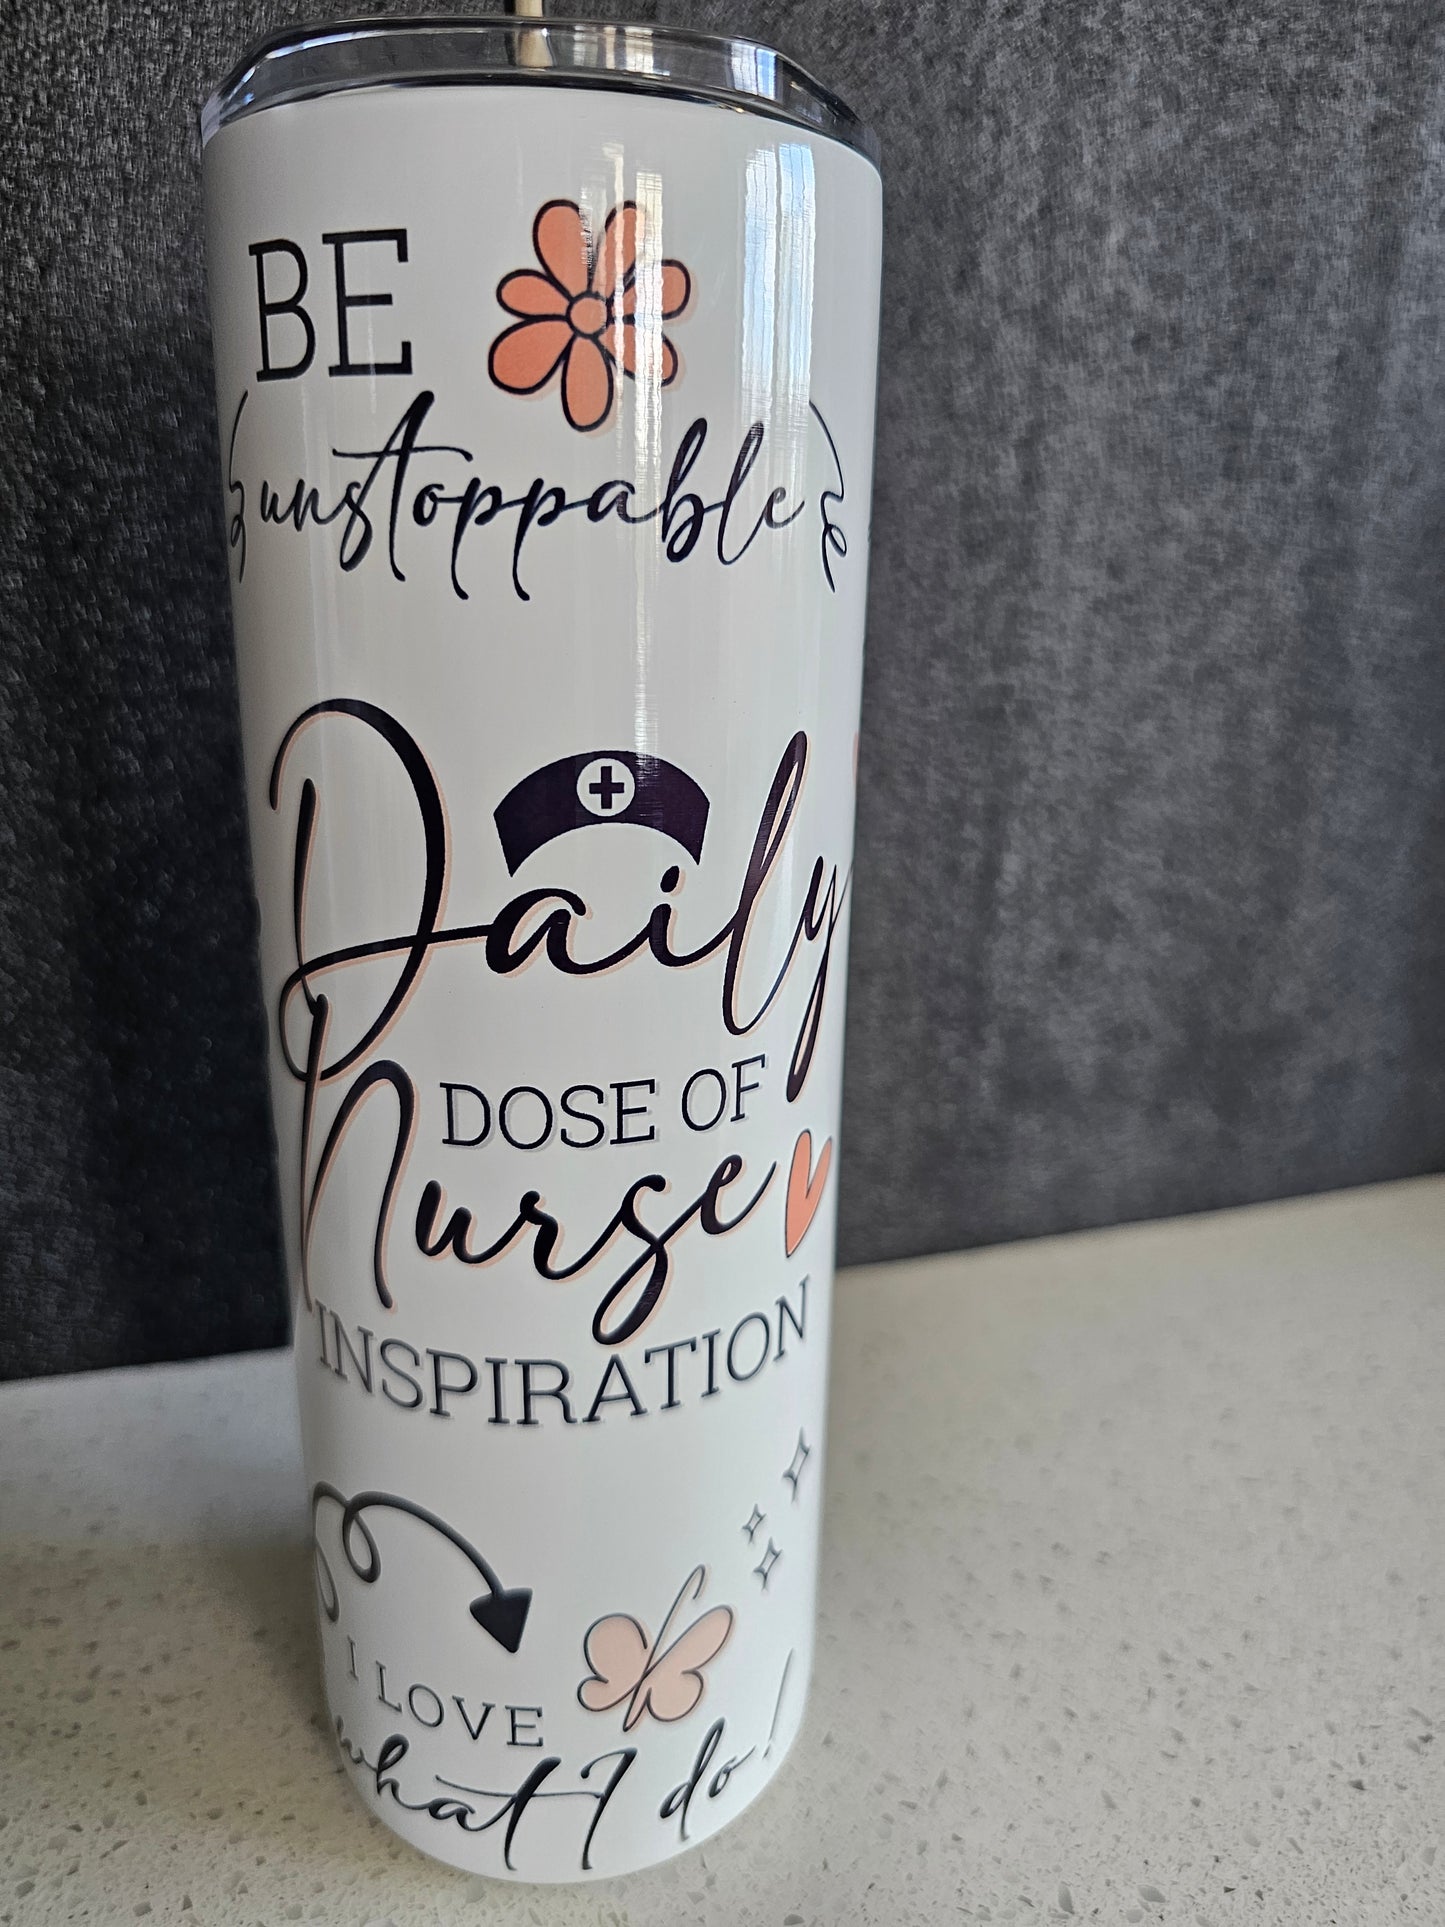 BE
unstoppable
Daily
DOSE OF
Nurse
INSPIRATION
I LOVE
what I do!